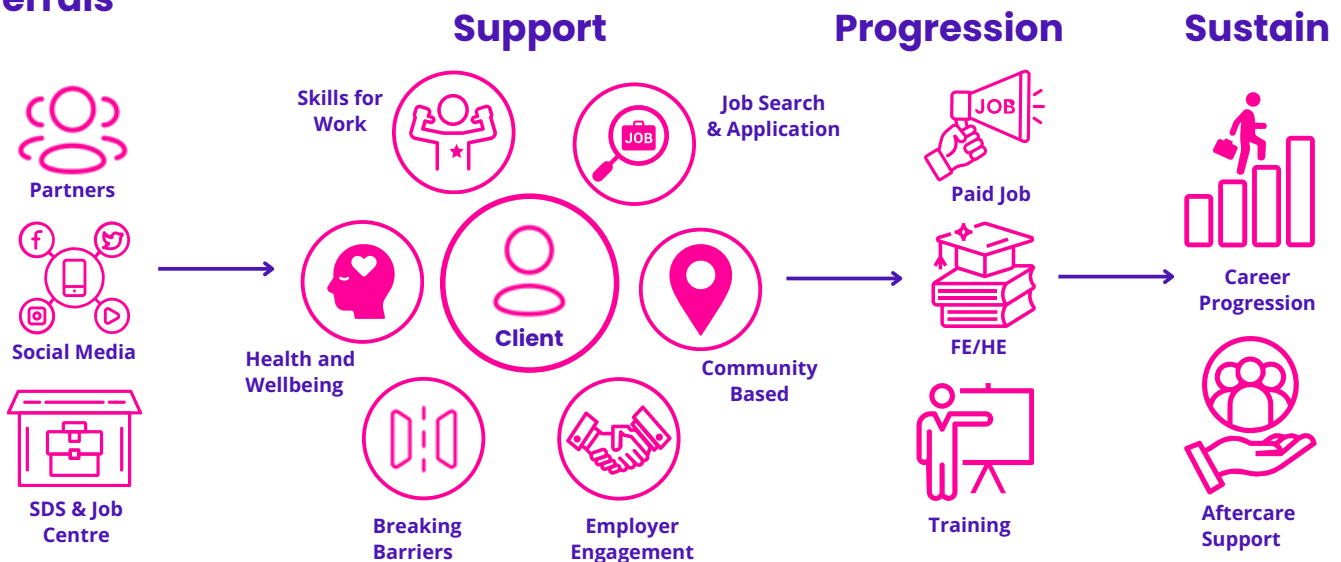 Support
Progression
Sustain
Partners
Social Media
SDS & Job
Centre
Skills for
Work
Job Search
& Application
JOB
Health and
Wellbeing
Client
Community
Based
Breaking
Barriers
Employer
Engagement
JOB
Paid Job
FE/HE
Training
Career
Progression
Aftercare
Support